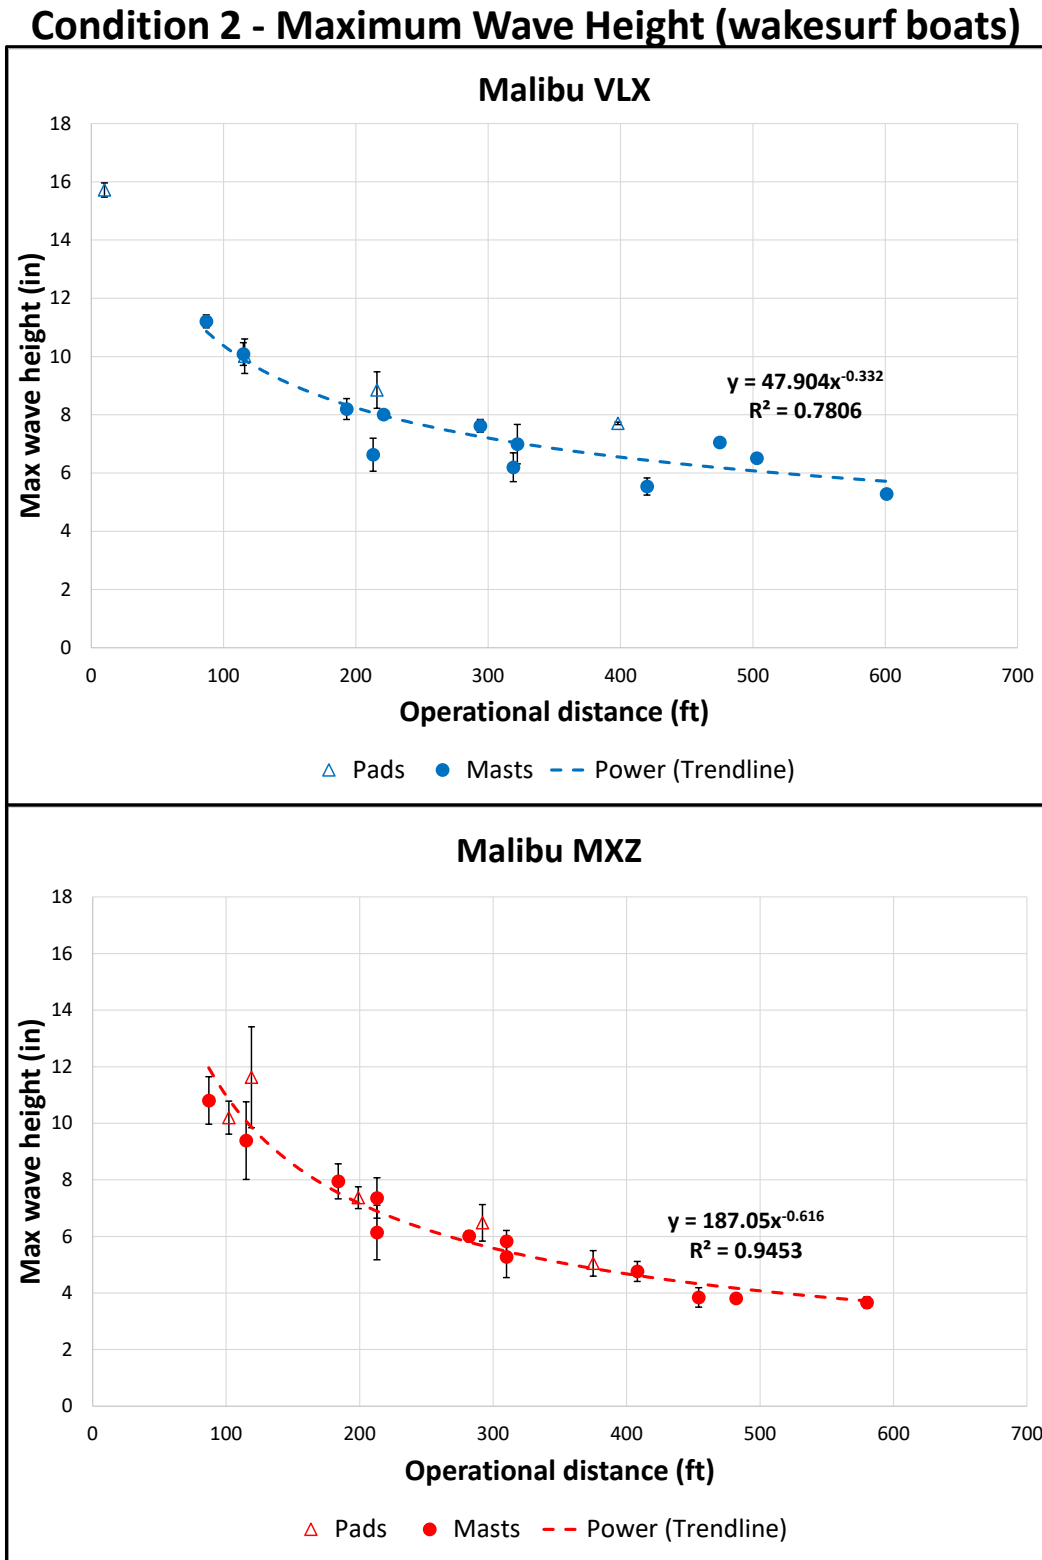 Condition 2 - Maximum Wave Height (wakesurf boats)
Malibu VLX
18
16
14
12
10
8
6
4
2
0
Max wave height (in)
y = 47.904x^-0.332
R² = 0.7806
0 100 200 300 400 500 600 700
Operational distance (ft)
Pads Masts Power (Trendline)
Malibu MXZ
18
16
14
12
10
8
6
4
2
0
Max wave height (in)
y = 187.05x^-0.616
R² = 0.9453
0 100 200 300 400 500 600 700
Operational distance (ft)
Pads Masts Power (Trendline)